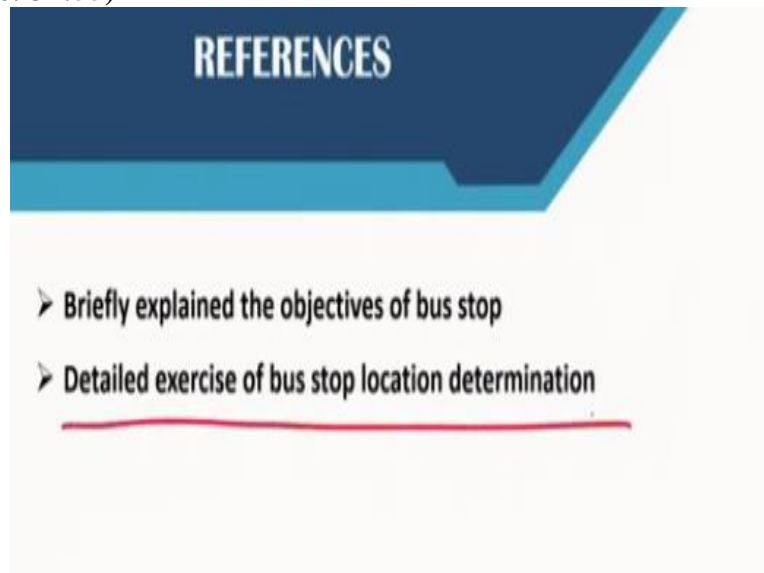 REFERENCES
➢ Briefly explained the objectives of bus stop
➢ Detailed exercise of bus stop location determination